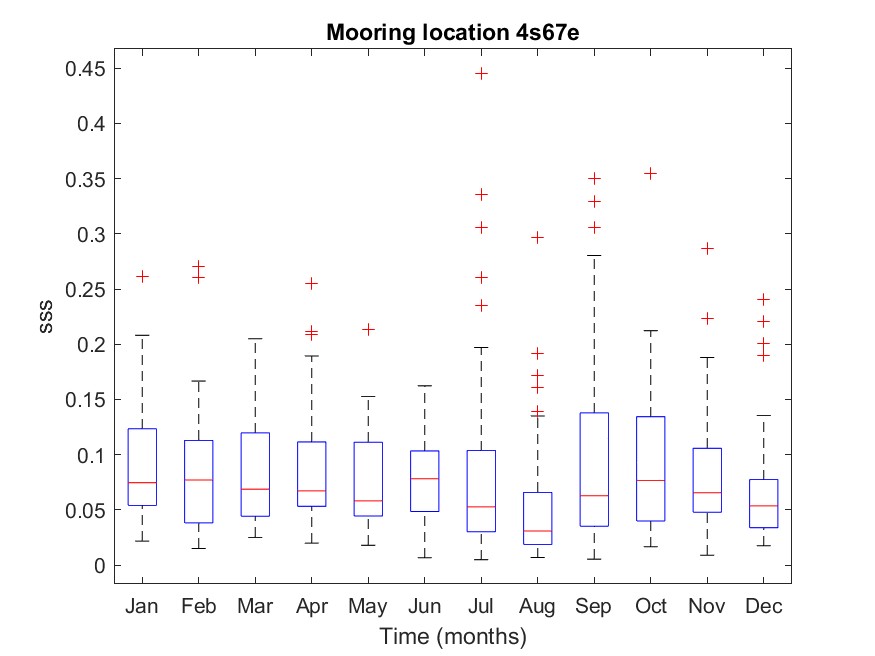 Mooring location 4s67e
0.45
0.4
0.35
0.3
0.25
0.2
0.15
0.1
0.05
0
sss
Jan Feb Mar Apr May Jun Jul Aug Sep Oct Nov Dec
Time (months)